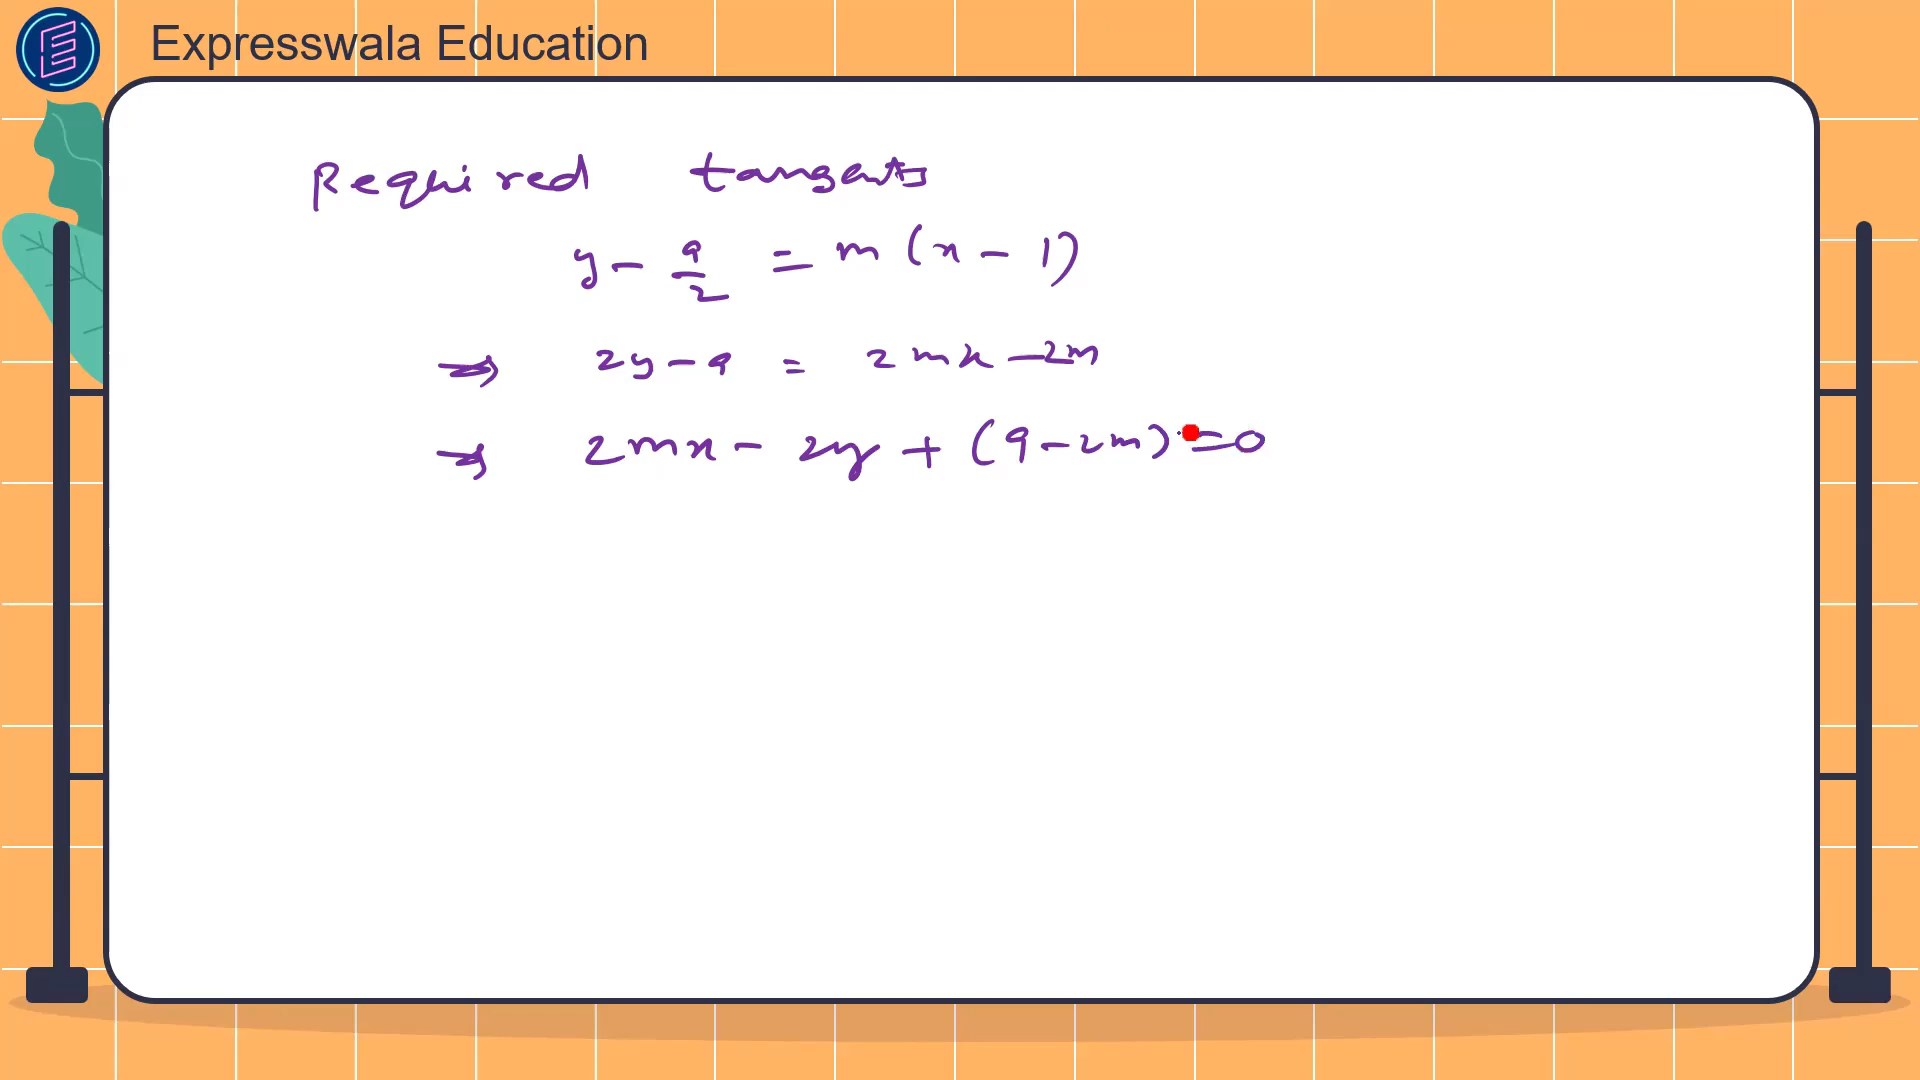 Expresswala Education
Required tangents
y - 9/2 = m (x - 1)
⇒ 2y - 9 = 2mx - 2m
⇒ 2mx - 2y + (9 - 2m) = 0